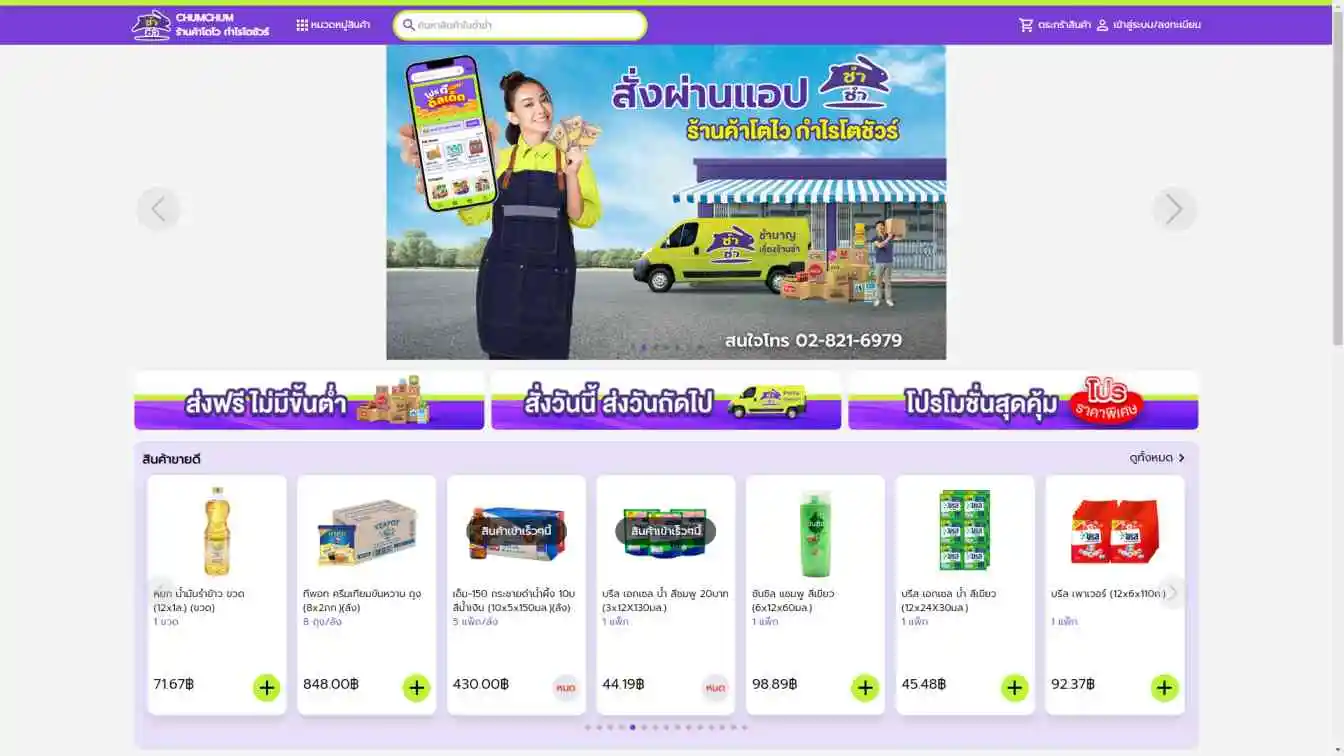 ชำ
ชำ
CHUMCHUM
ร้านค้าโตไว กำไรโตชัวร์
หมวดหมู่สินค้า
ค้นหาสินค้าในชำชำ
ตะกร้าสินค้า
เข้าสู่ระบบ/ลงทะเบียน
สั่งผ่านแอป ชำ ชำ
ร้านค้าโตไว กำไรโตชัวร์
ชำ
ชำ
ชำนาญ
เรื่องร้านชำ
สนใจโทร 02-821-6979
ส่งฟรี ไม่มีขั้นต่ำ
สั่งวันนี้ ส่งวันถัดไป
โปรโมชั่นสุดคุ้ม
โปร
ราคาพิเศษ
สินค้าขายดี
ดูทั้งหมด
สินค้าเข้าเร็วๆนี้
สินค้าเข้าเร็วๆนี้
หยก น้ำมันรำข้าว ขวด
(12x1ล.) (ขวด)
1 ขวด
71.67฿
ทีพอท ครีมเทียมข้นหวาน ถุง
(8x2กก.)(ลัง)
8 ถุง/ลัง
848.00฿
เอ็ม-150 กระชายดำน้ำผึ้ง 10บ
สีน้ำเงิน (10x5x150มล.)(ลัง)
5 แพ็ก/ลัง
430.00฿
หมด
บรีส เอกเซล น้ำ สีชมพู 20บาท
(3x12X130มล.)
1 แพ็ก
44.19฿
หมด
ซันซิล แชมพู สีเขียว
(6x12x60มล.)
1 แพ็ก
98.89฿
บรีส เอกเซล น้ำ สีเขียว
(12x24X30มล.)
1 แพ็ก
45.48฿
บรีส เพาเวอร์ (12x6x110ก.)
1 แพ็ก
92.37฿